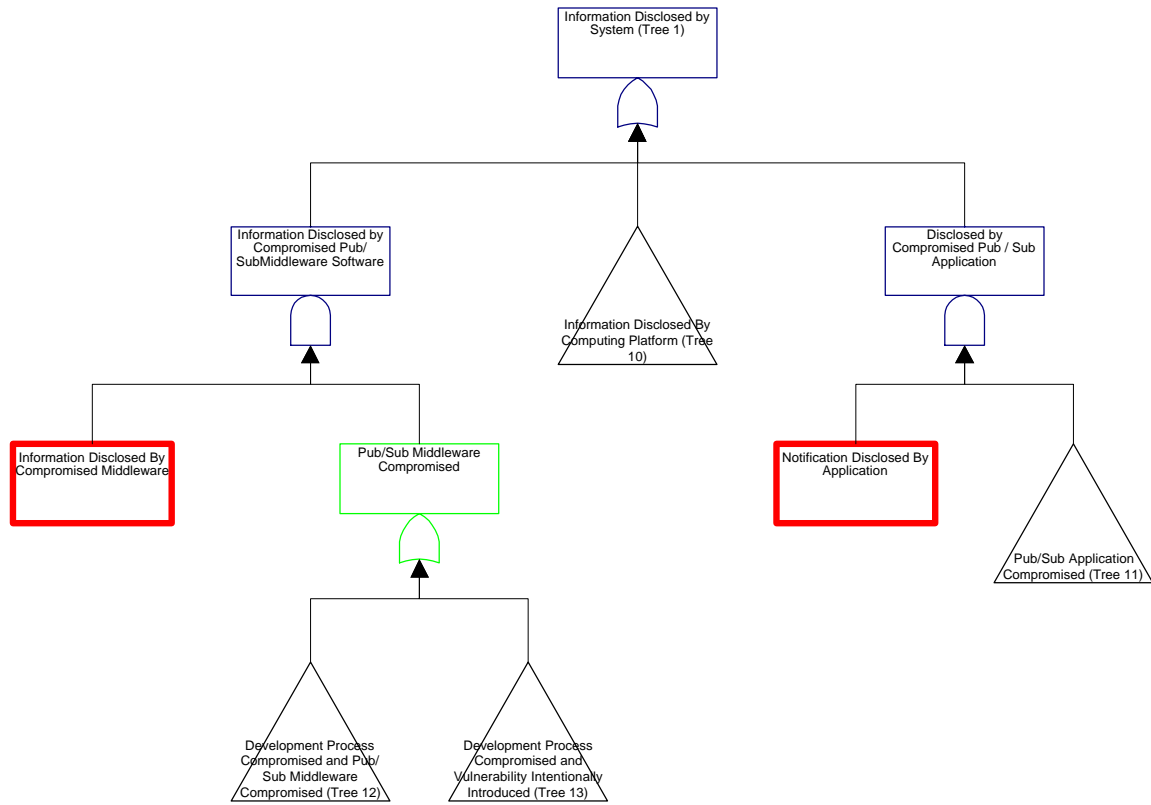 Information Disclosed by
System (Tree 1)
Information Disclosed by
Compromised Pub/
SubMiddleware Software
Information Disclosed By
Computing Platform (Tree
10)
Disclosed by
Compromised Pub / Sub
Application
Information Disclosed By
Compromised Middleware
Pub/Sub Middleware
Compromised
Notification Disclosed By
Application
Pub/Sub Application
Compromised (Tree 11)
Development Process
Compromised and Pub/
Sub Middleware
Compromised (Tree 12)
Development Process
Compromised and
Vulnerability Intentionally
Introduced (Tree 13)